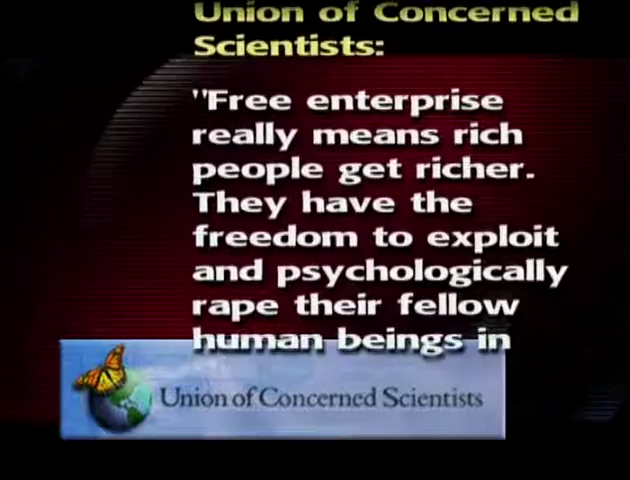 Union of Concerned
Scientists:
"Free enterprise
really means rich
people get richer.
They have the
freedom to exploit
and psychologically
rape their fellow
human beings in
Union of Concerned Scientists